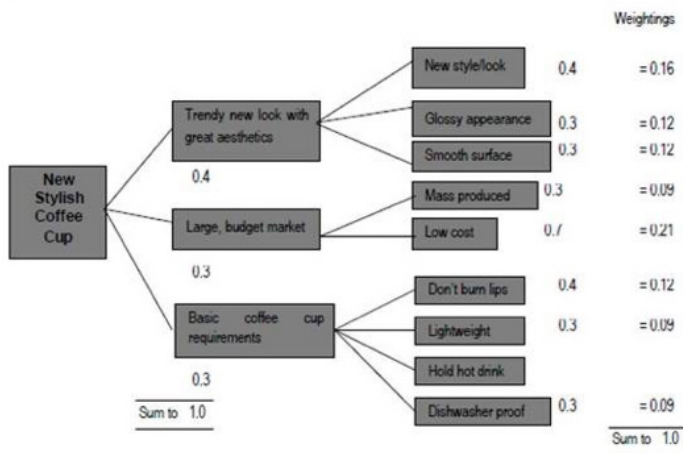 Weightings
New style/look 0.4 =0.16
Trendy new look with
great aesthetics
Glossy appearance 0.3 =0.12
Smooth surface 0.3 =0.12
0.4
New
Stylish
Coffee
Cup
Mass produced 0.3 =0.09
Large, budget market
Low cost 0.7 =0.21
0.3
Don't burn lips 0.4 =0.12
Basic coffee cup
requirements
Lightweight 0.3 =0.09
Hold hot drink
0.3
Dishwasher proof 0.3 =0.09
Sum to 1.0
Sum to 1.0